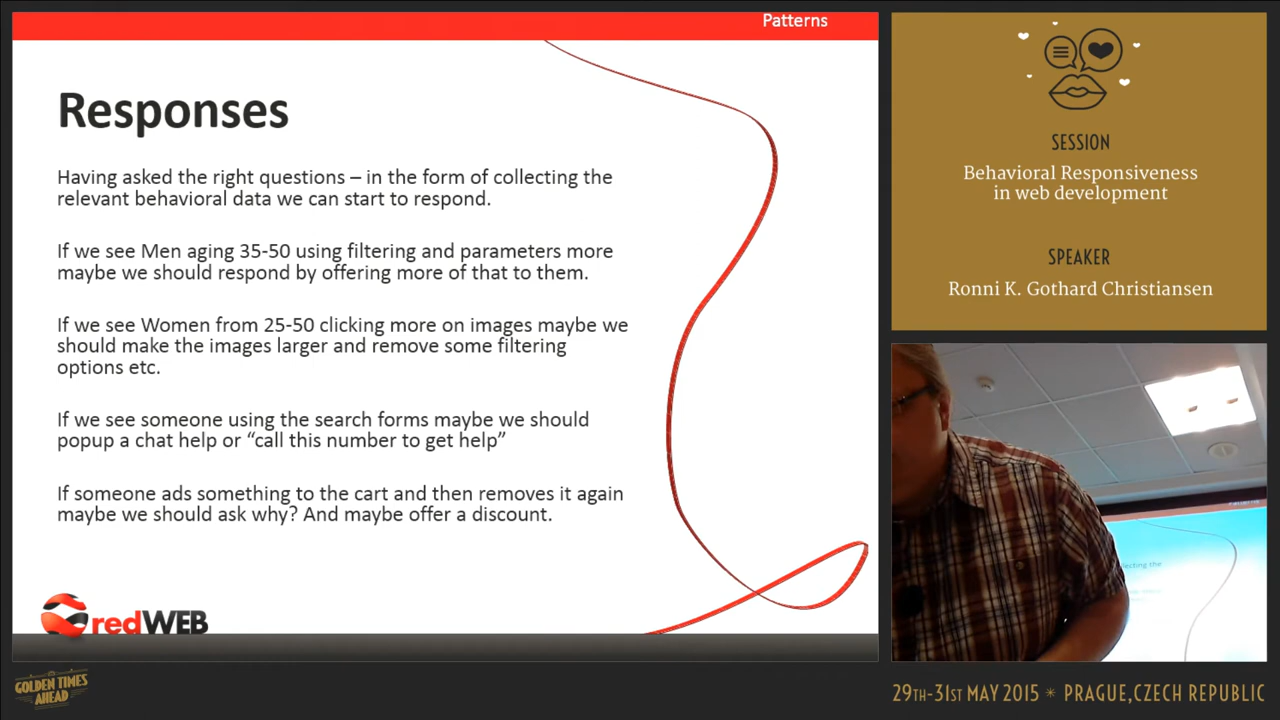 Patterns
Responses
Having asked the right questions – in the form of collecting the
relevant behavioral data we can start to respond.
If we see Men aging 35-50 using filtering and parameters more
maybe we should respond by offering more of that to them.
If we see Women from 25-50 clicking more on images maybe we
should make the images larger and remove some filtering
options etc.
If we see someone using the search forms maybe we should
popup a chat help or “call this number to get help”
If someone ads something to the cart and then removes it again
maybe we should ask why? And maybe offer a discount.
redWEB
SESSION
Behavioral Responsiveness
in web development
SPEAKER
Ronni K. Gothard Christiansen
Patterns
lecting the
GOLDEN TIMES
AHEAD
29TH-31ST MAY 2015 * PRAGUE,CZECH REPUBLIC